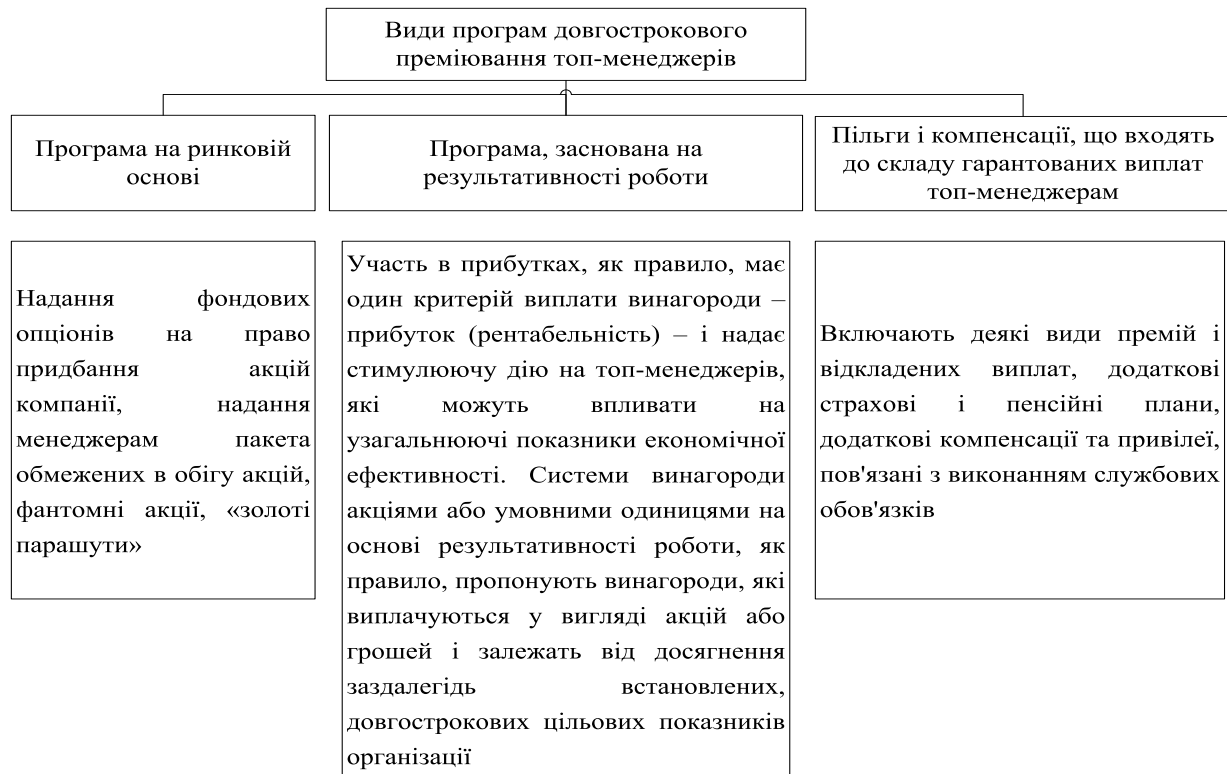 Види програм довгострокового
преміювання топ-менеджерів
Програма на ринковій
основі
Програма, заснована на
результативності роботи
Пільги і компенсації, що входять
до складу гарантованих виплат
топ-менеджерам
Надання фондових
опціонів на право
придбання акцій
компанії, надання
менеджерам пакета
обмежених в обігу акцій,
фантомні акції, «золоті
парашути»
Участь в прибутках, як правило, має
один критерій виплати винагороди –
прибуток (рентабельність) – і надає
стимулюючу дію на топ-менеджерів,
які можуть впливати на
узагальнюючі показники економічної
ефективності. Системи винагороди
акціями або умовними одиницями на
основі результативності роботи, як
правило, пропонують винагороди, які
виплачуються у вигляді акцій або
грошей і залежать від досягнення
заздалегідь встановлених,
довгострокових цільових показників
організації
Включають деякі види премій і
відкладених виплат, додаткові
страхові і пенсійні плани,
додаткові компенсації та привілеї,
пов'язані з виконанням службових
обов'язків